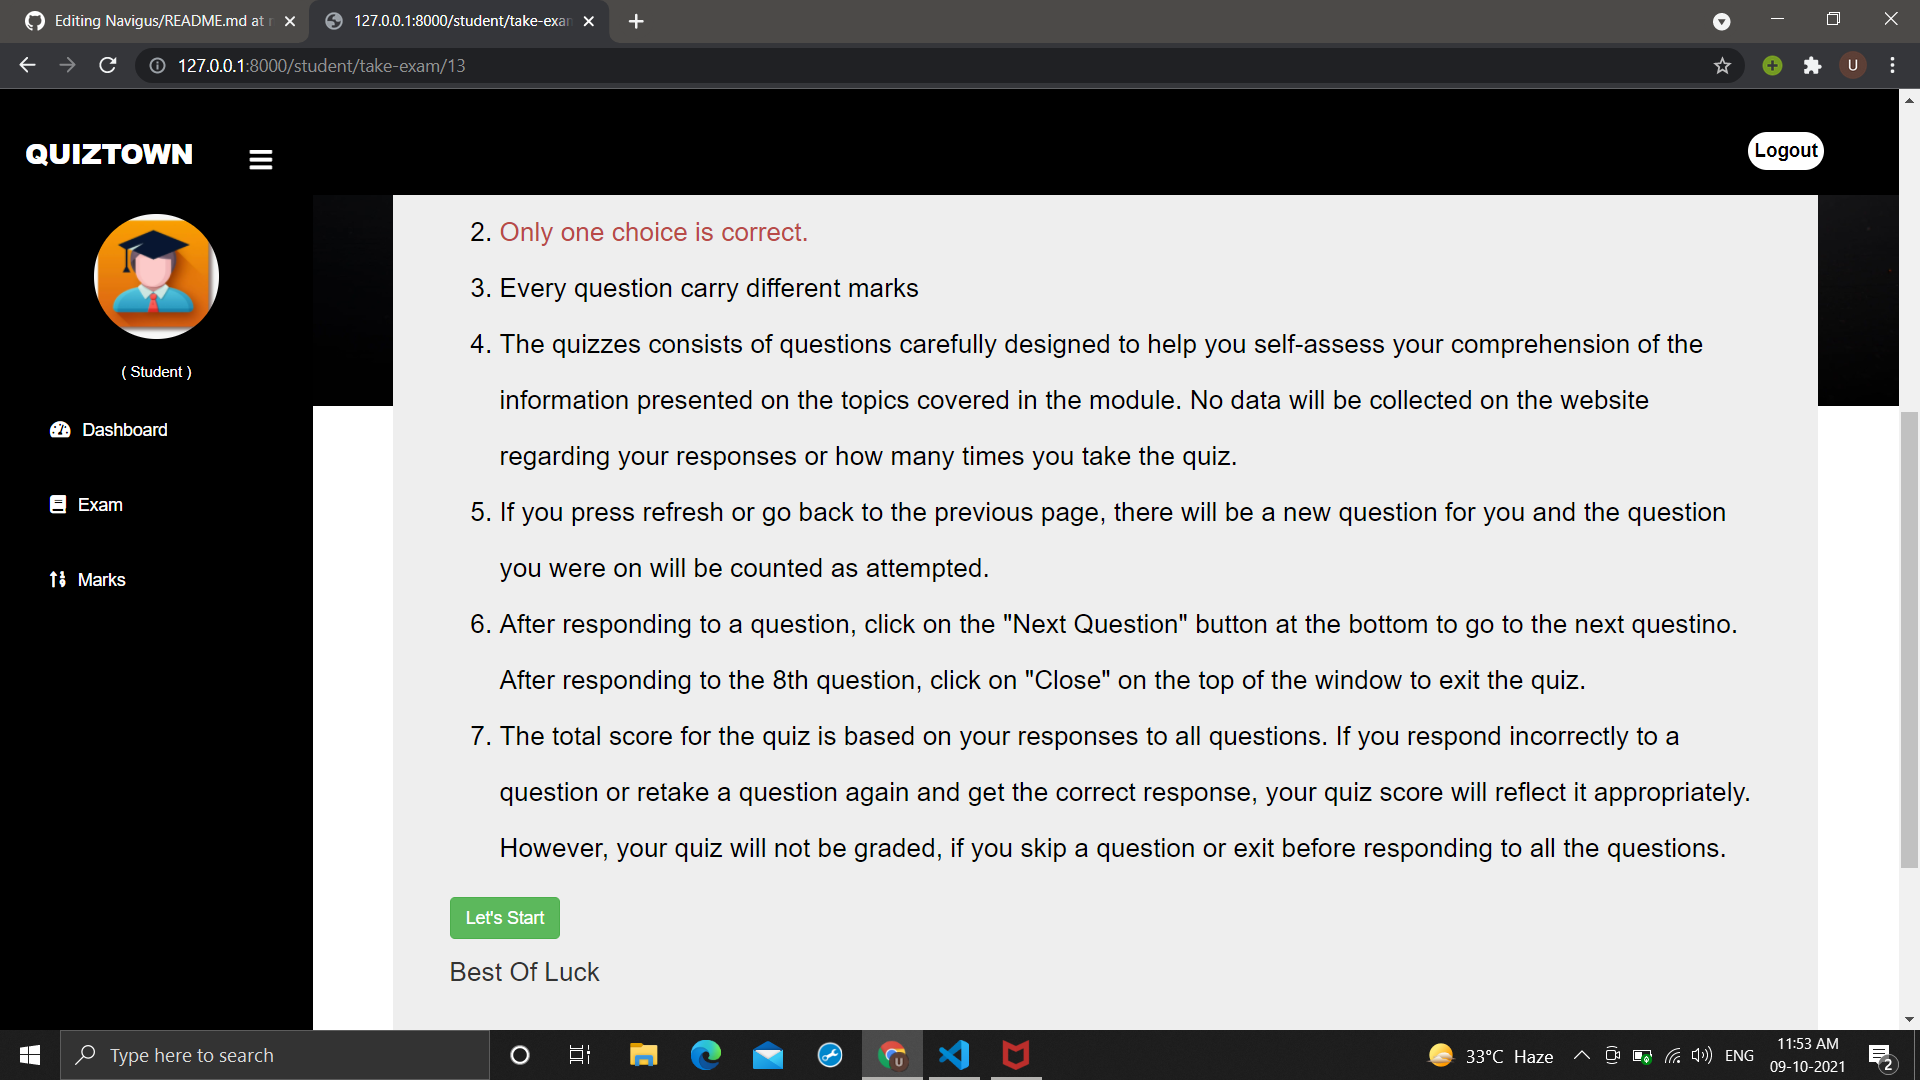 Editing Navigus/README.md at
127.0.0.1:8000/student/take-exan
127.0.0.1:8000/student/take-exam/13
U
QUIZTOWN
Logout
( Student )
Dashboard
Exam
Marks
2. Only one choice is correct.
3. Every question carry different marks
4. The quizzes consists of questions carefully designed to help you self-assess your comprehension of the
information presented on the topics covered in the module. No data will be collected on the website
regarding your responses or how many times you take the quiz.
5. If you press refresh or go back to the previous page, there will be a new question for you and the question
you were on will be counted as attempted.
6. After responding to a question, click on the "Next Question" button at the bottom to go to the next questino.
After responding to the 8th question, click on "Close" on the top of the window to exit the quiz.
7. The total score for the quiz is based on your responses to all questions. If you respond incorrectly to a
question or retake a question again and get the correct response, your quiz score will reflect it appropriately.
However, your quiz will not be graded, if you skip a question or exit before responding to all the questions.
Let's Start
Best Of Luck
Type here to search
U
33°C Haze
ENG
11:53 AM
09-10-2021
2